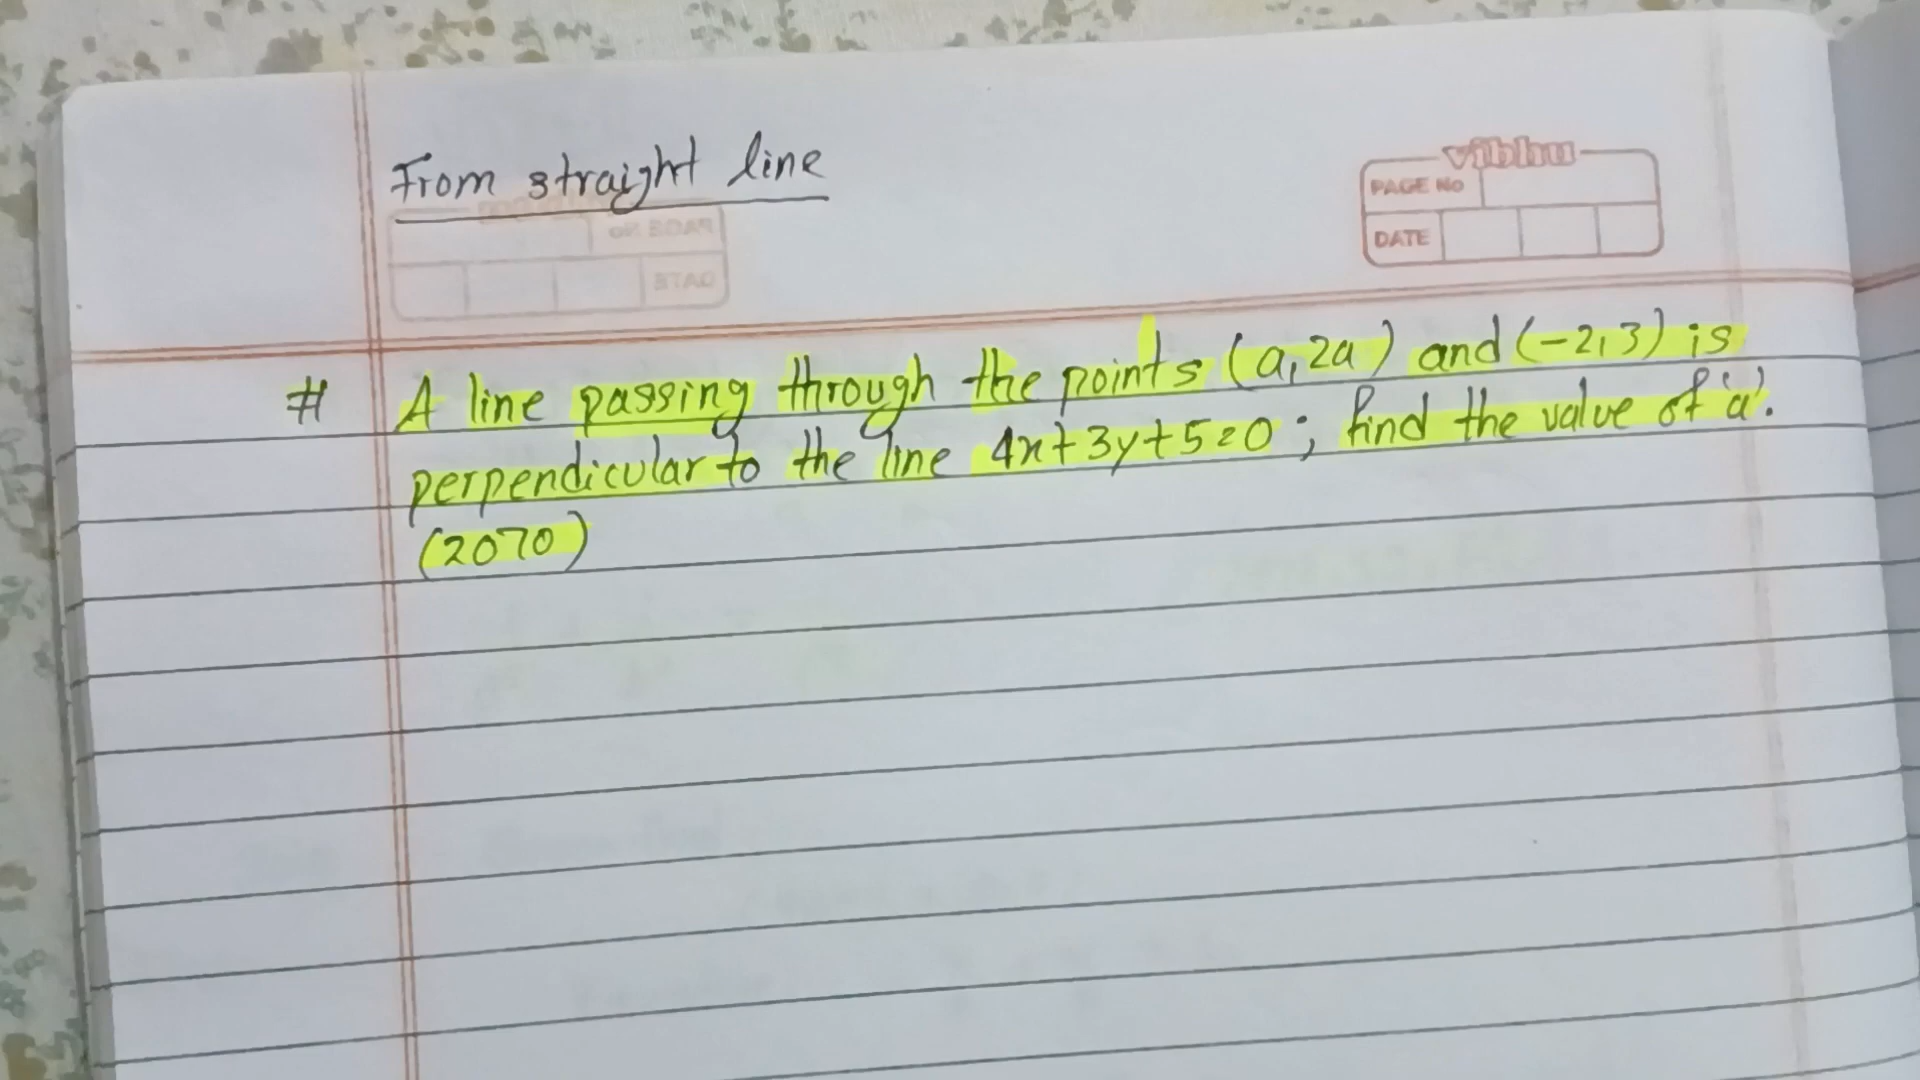 From straight line
vibhu
PAGE No
DATE
# A line passing through the points (a, 2a) and (-2, 3) is
perpendicular to the line 4x+3y+5=0; find the value of 'a'.
(2070)